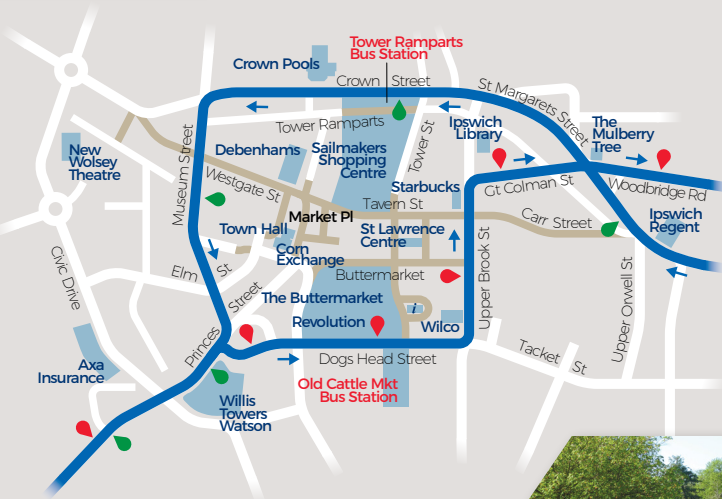 Tower Ramparts
Bus Station
Crown Pools
Crown Street
St Margarets Street
Tower Ramparts
Ipswich
Library
The
Mulberry
Tree
New
Wolsey
Theatre
Museum Street
Debenhams
Sailmakers
Shopping
Centre
Tower St
Westgate St
Starbucks
Gt Colman St
Woodbridge Rd
Tavern St
Market Pl
Carr Street
Ipswich
Regent
Town Hall
St Lawrence
Centre
Corn
Exchange
Civic Drive
Elm St
Buttermarket
Upper Brook St
Upper Orwell St
The Buttermarket
Princes Street
Revolution
i
Wilco
Dogs Head Street
Tacket St
Axa
Insurance
Old Cattle Mkt
Bus Station
Willis
Towers
Watson